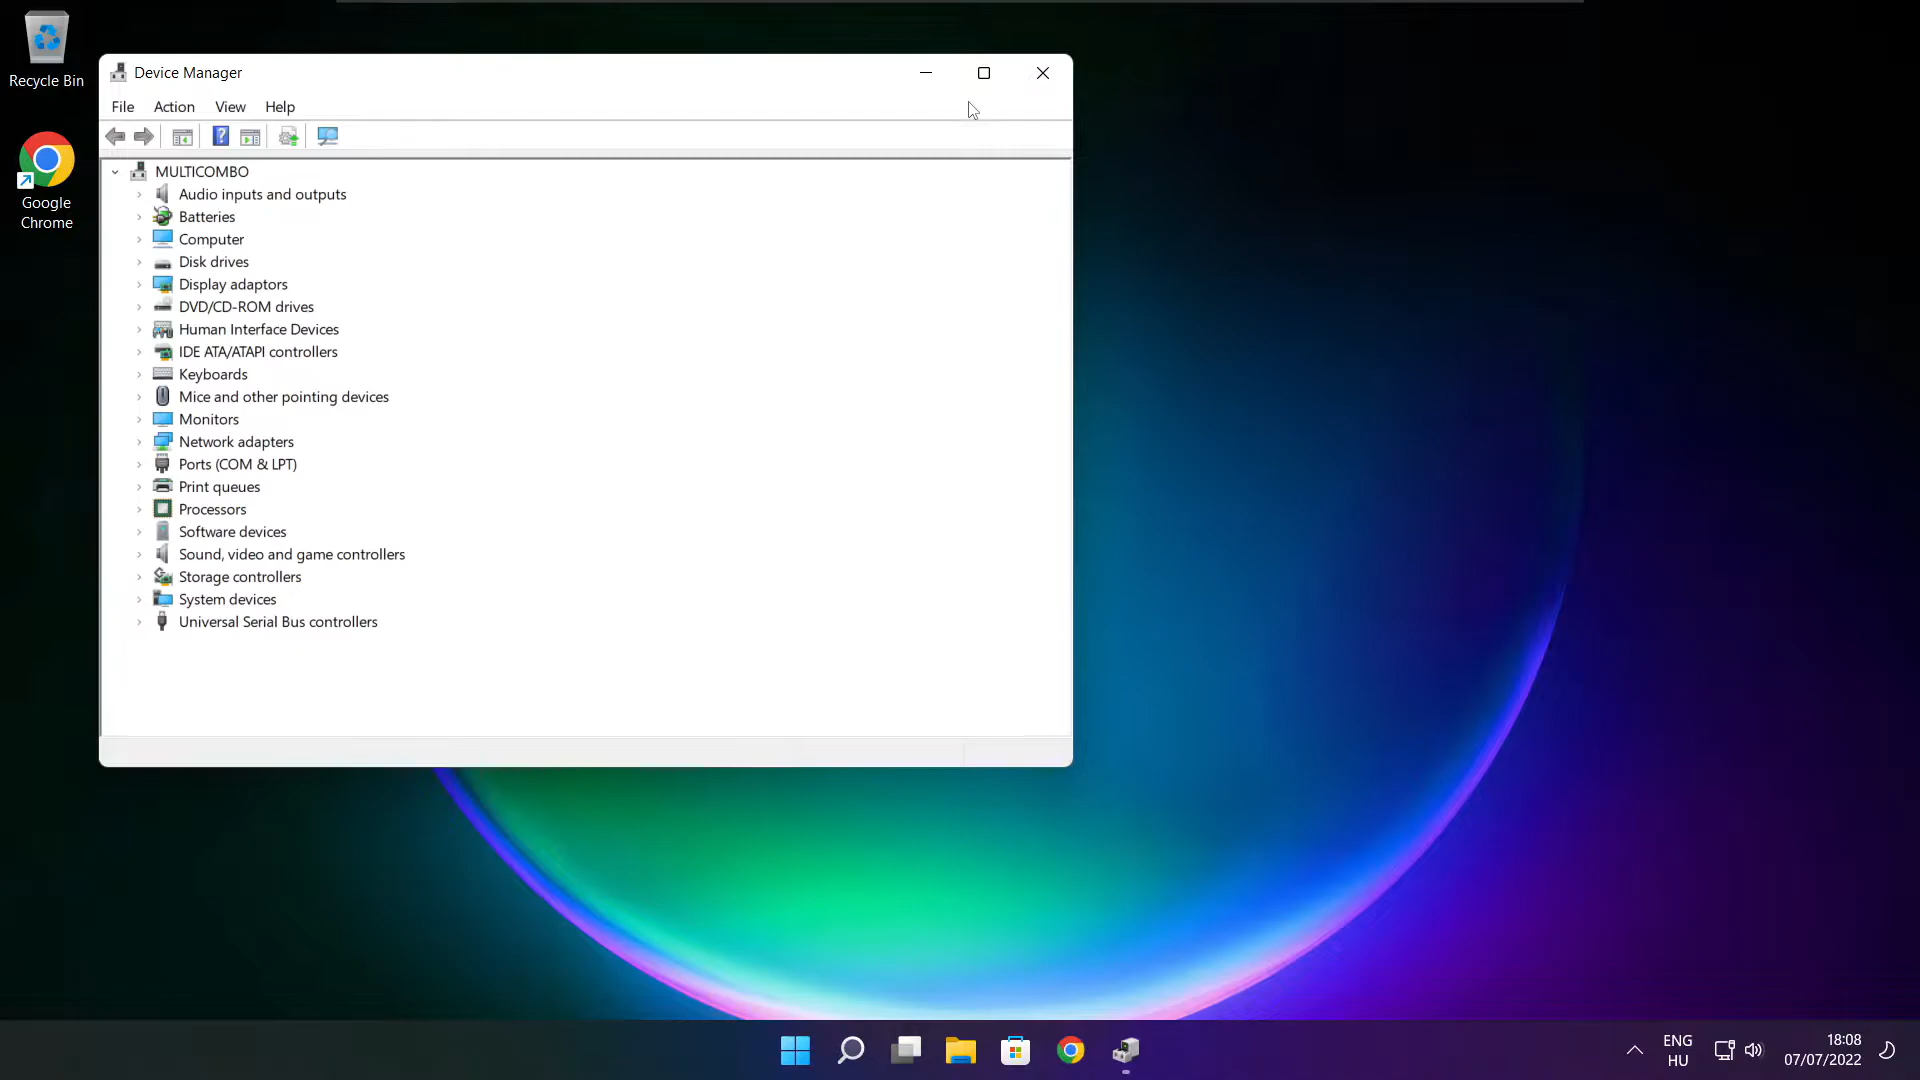 Recycle Bin
Google
Chrome
Device Manager
File Action View Help
MULTICOMBO
Audio inputs and outputs
Batteries
Computer
Disk drives
Display adaptors
DVD/CD-ROM drives
Human Interface Devices
IDE ATA/ATAPI controllers
Keyboards
Mice and other pointing devices
Monitors
Network adapters
Ports (COM & LPT)
Print queues
Processors
Software devices
Sound, video and game controllers
Storage controllers
System devices
Universal Serial Bus controllers
ENG
HU
18:08
07/07/2022